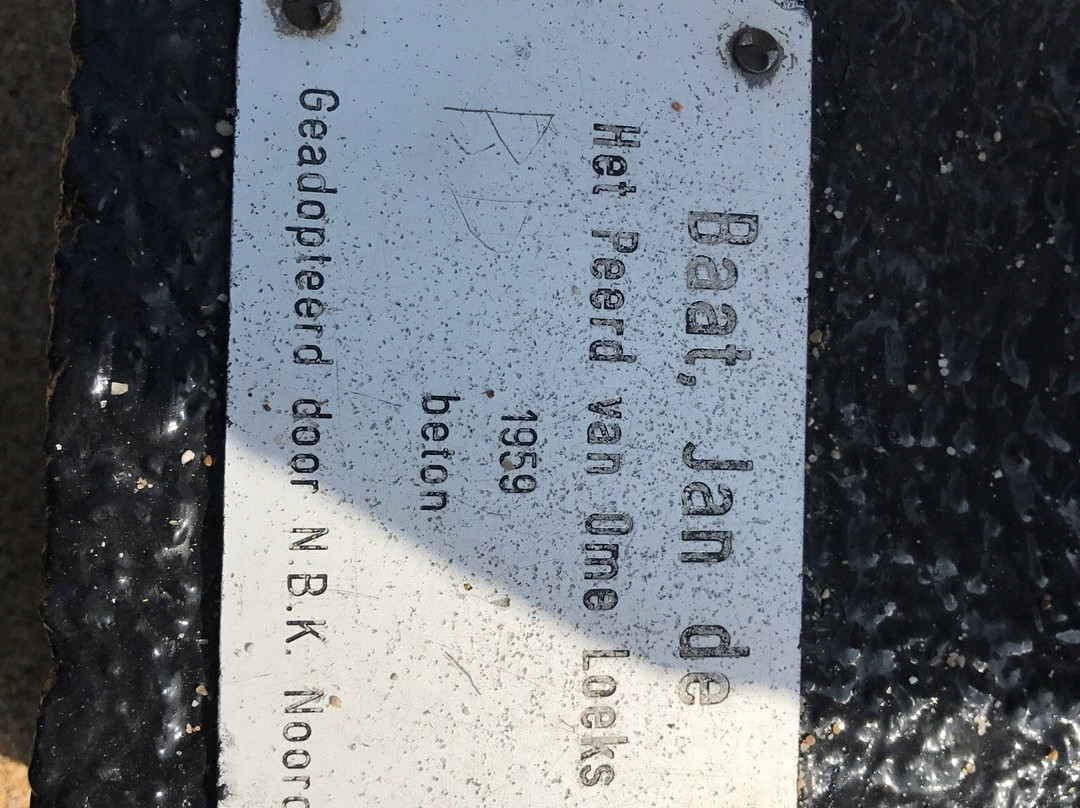 Baat, Jan de
Het Peerd van Ome Loeks
1959
beton
Geadopteerd door N.B.K. Noord